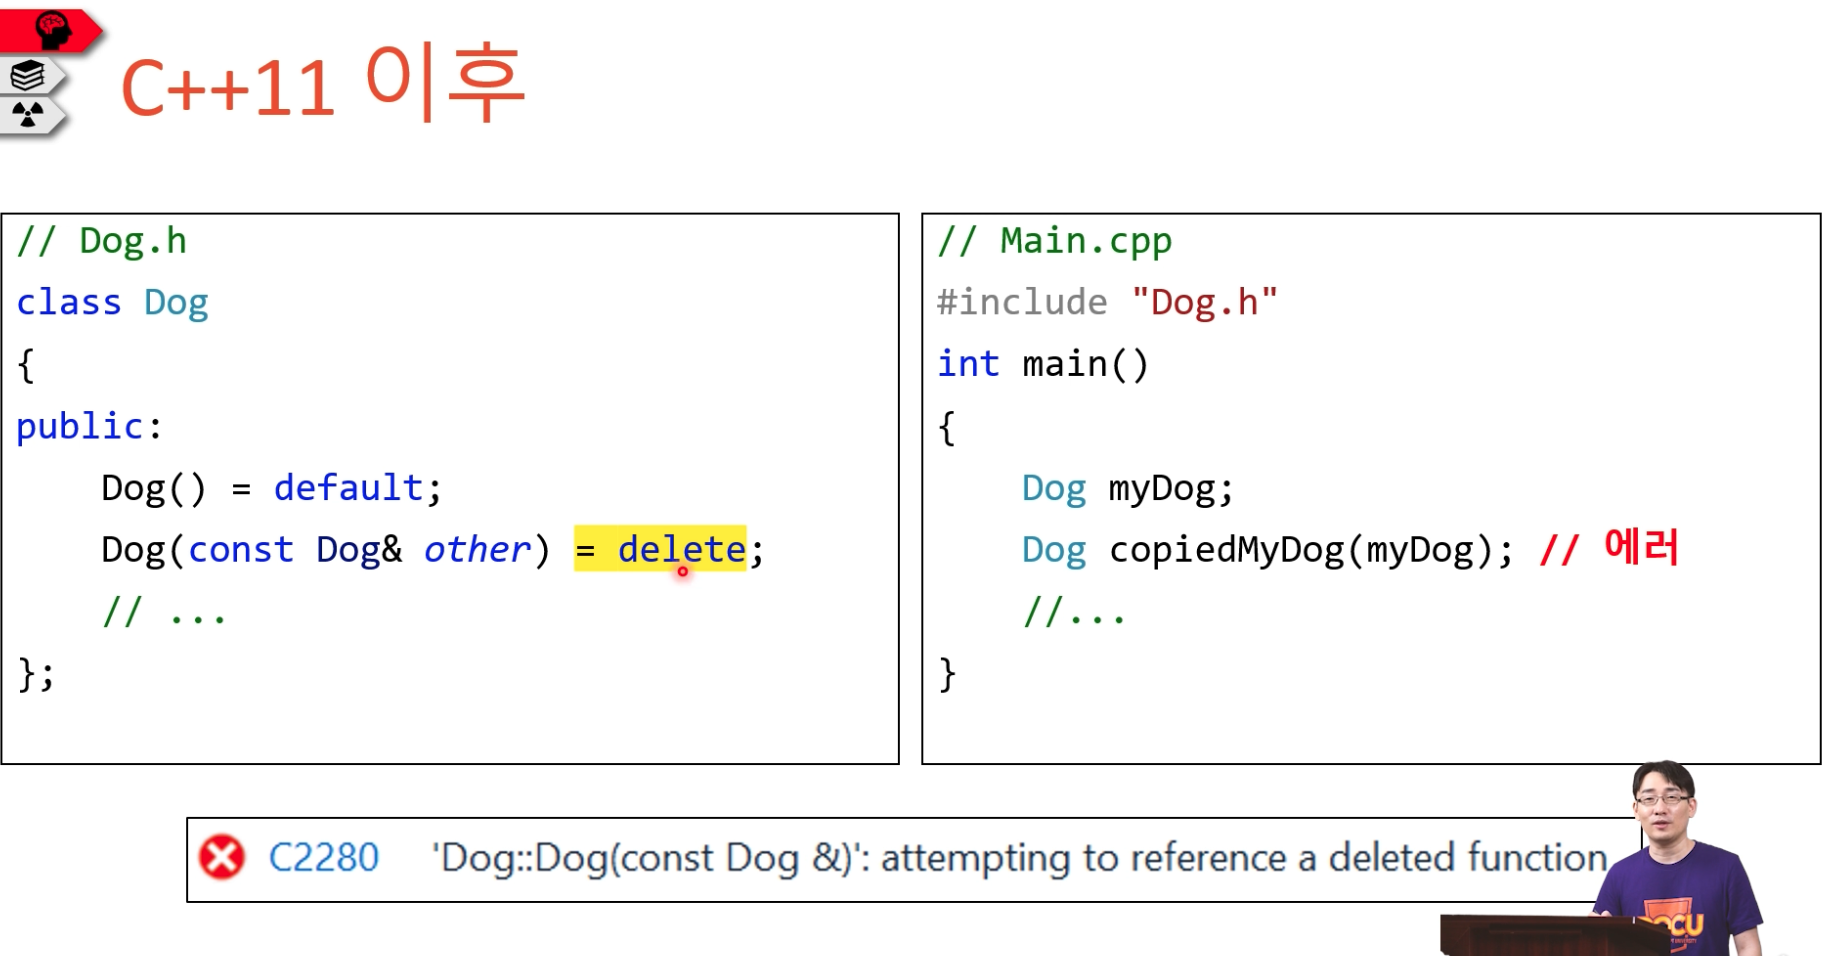 C++11 이후
// Dog.h
class Dog
{
public:
Dog() = default;
Dog(const Dog& other) = delete;
// ...
};
// Main.cpp
#include "Dog.h"
int main()
{
Dog myDog;
Dog copiedMyDog(myDog); // 에러
//...
}
C2280 'Dog::Dog(const Dog &)': attempting to reference a deleted function